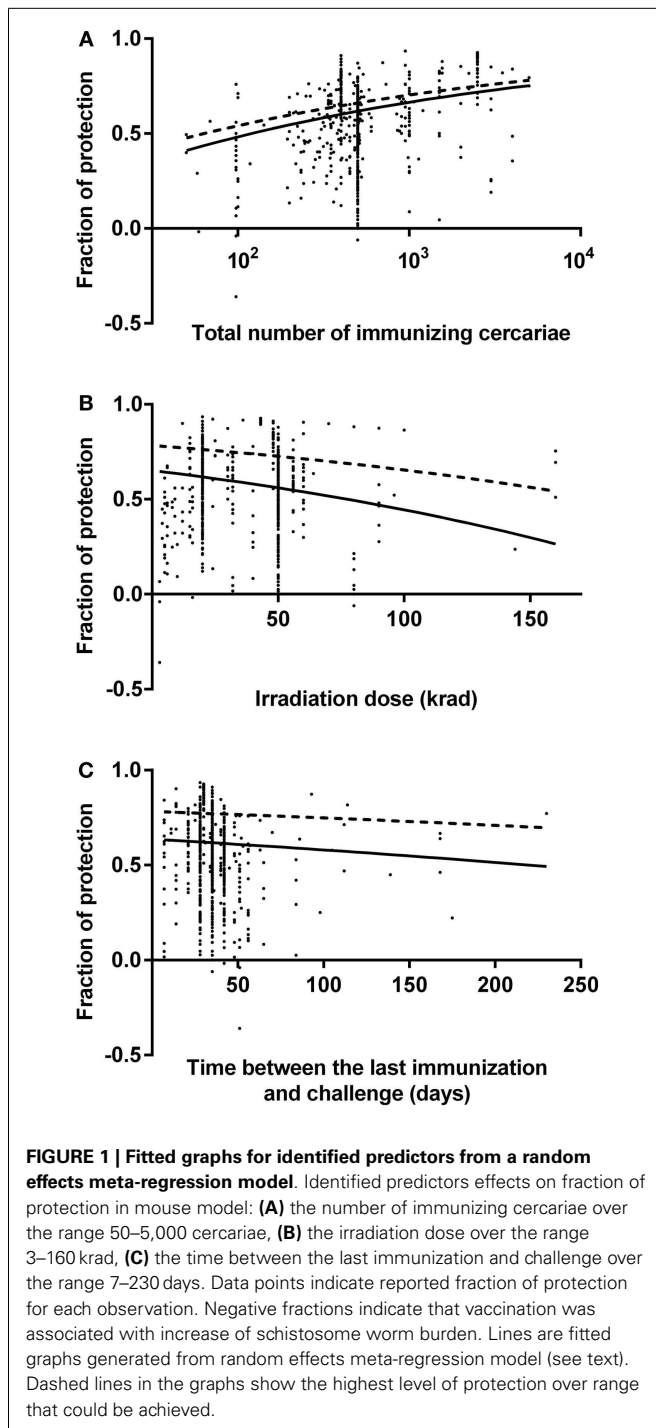 A
1.0
0.5
0.0
-0.5
Fraction of protection
10²
10³
10⁴
Total number of immunizing cercariae
B
1.0
0.5
0.0
-0.5
Fraction of protection
50
100
150
Irradiation dose (krad)
C
1.0
0.5
0.0
-0.5
Fraction of protection
50
100
150
200
250
Time between the last immunization
and challenge (days)
FIGURE 1 | Fitted graphs for identified predictors from a random
effects meta-regression model. Identified predictors effects on fraction of
protection in mouse model: (A) the number of immunizing cercariae over
the range 50–5,000 cercariae, (B) the irradiation dose over the range
3–160 krad, (C) the time between the last immunization and challenge over
the range 7–230 days. Data points indicate reported fraction of protection
for each observation. Negative fractions indicate that vaccination was
associated with increase of schistosome worm burden. Lines are fitted
graphs generated from random effects meta-regression model (see text).
Dashed lines in the graphs show the highest level of protection over range
that could be achieved.